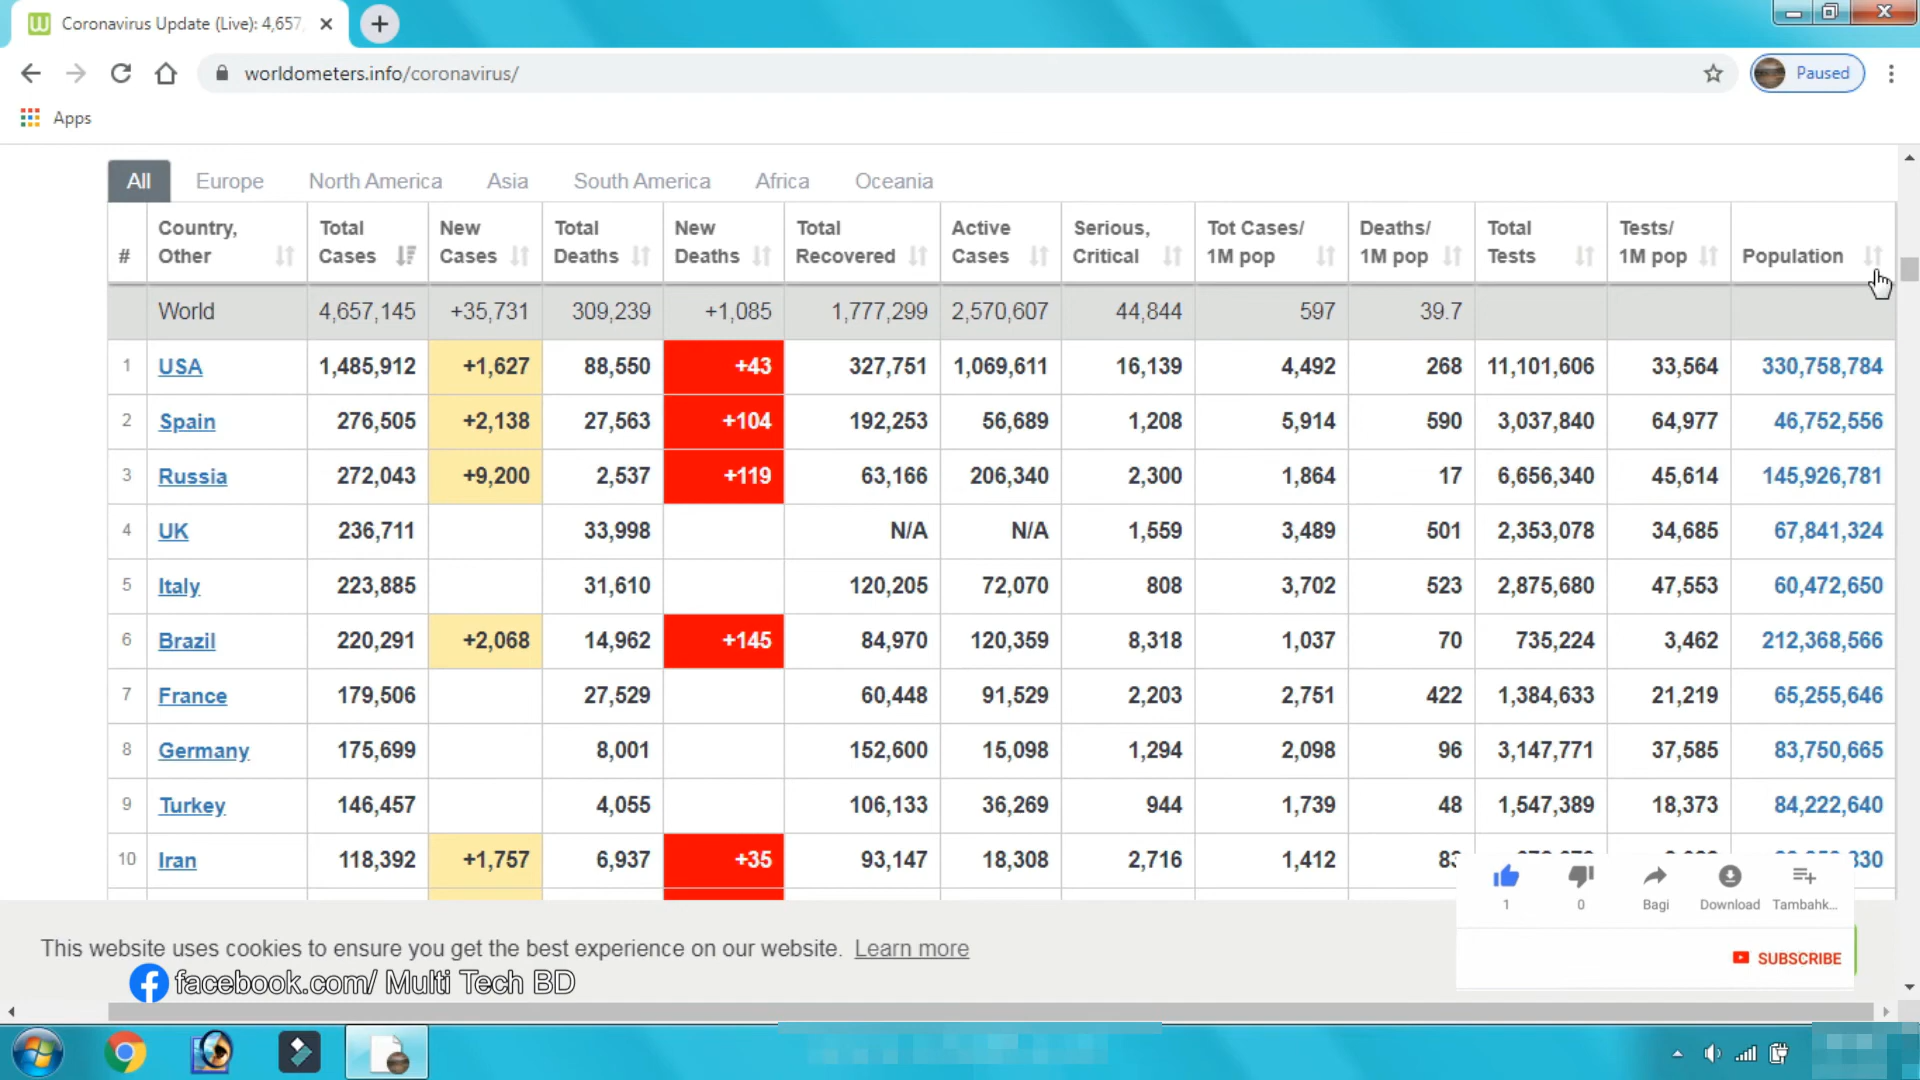 Coronavirus Update (Live): 4,657,
worldometers.info/coronavirus/
Paused
Apps
All Europe North America Asia South America Africa Oceania
# Country, Other Total Cases New Cases Total Deaths New Deaths Total Recovered Active Cases Serious, Critical Tot Cases/ 1M pop Deaths/ 1M pop Total Tests Tests/ 1M pop Population
World 4,657,145 +35,731 309,239 +1,085 1,777,299 2,570,607 44,844 597 39.7
1 USA 1,485,912 +1,627 88,550 +43 327,751 1,069,611 16,139 4,492 268 11,101,606 33,564 330,758,784
2 Spain 276,505 +2,138 27,563 +104 192,253 56,689 1,208 5,914 590 3,037,840 64,977 46,752,556
3 Russia 272,043 +9,200 2,537 +119 63,166 206,340 2,300 1,864 17 6,656,340 45,614 145,926,781
4 UK 236,711 33,998 N/A N/A 1,559 3,489 501 2,353,078 34,685 67,841,324
5 Italy 223,885 31,610 120,205 72,070 808 3,702 523 2,875,680 47,553 60,472,650
6 Brazil 220,291 +2,068 14,962 +145 84,970 120,359 8,318 1,037 70 735,224 3,462 212,368,566
7 France 179,506 27,529 60,448 91,529 2,203 2,751 422 1,384,633 21,219 65,255,646
8 Germany 175,699 8,001 152,600 15,098 1,294 2,098 96 3,147,771 37,585 83,750,665
9 Turkey 146,457 4,055 106,133 36,269 944 1,739 48 1,547,389 18,373 84,222,640
10 Iran 118,392 +1,757 6,937 +35 93,147 18,308 2,716 1,412
1 0 Bagi Download Tambahk...
This website uses cookies to ensure you get the best experience on our website. Learn more
SUBSCRIBE
facebook.com/ Multi Tech BD